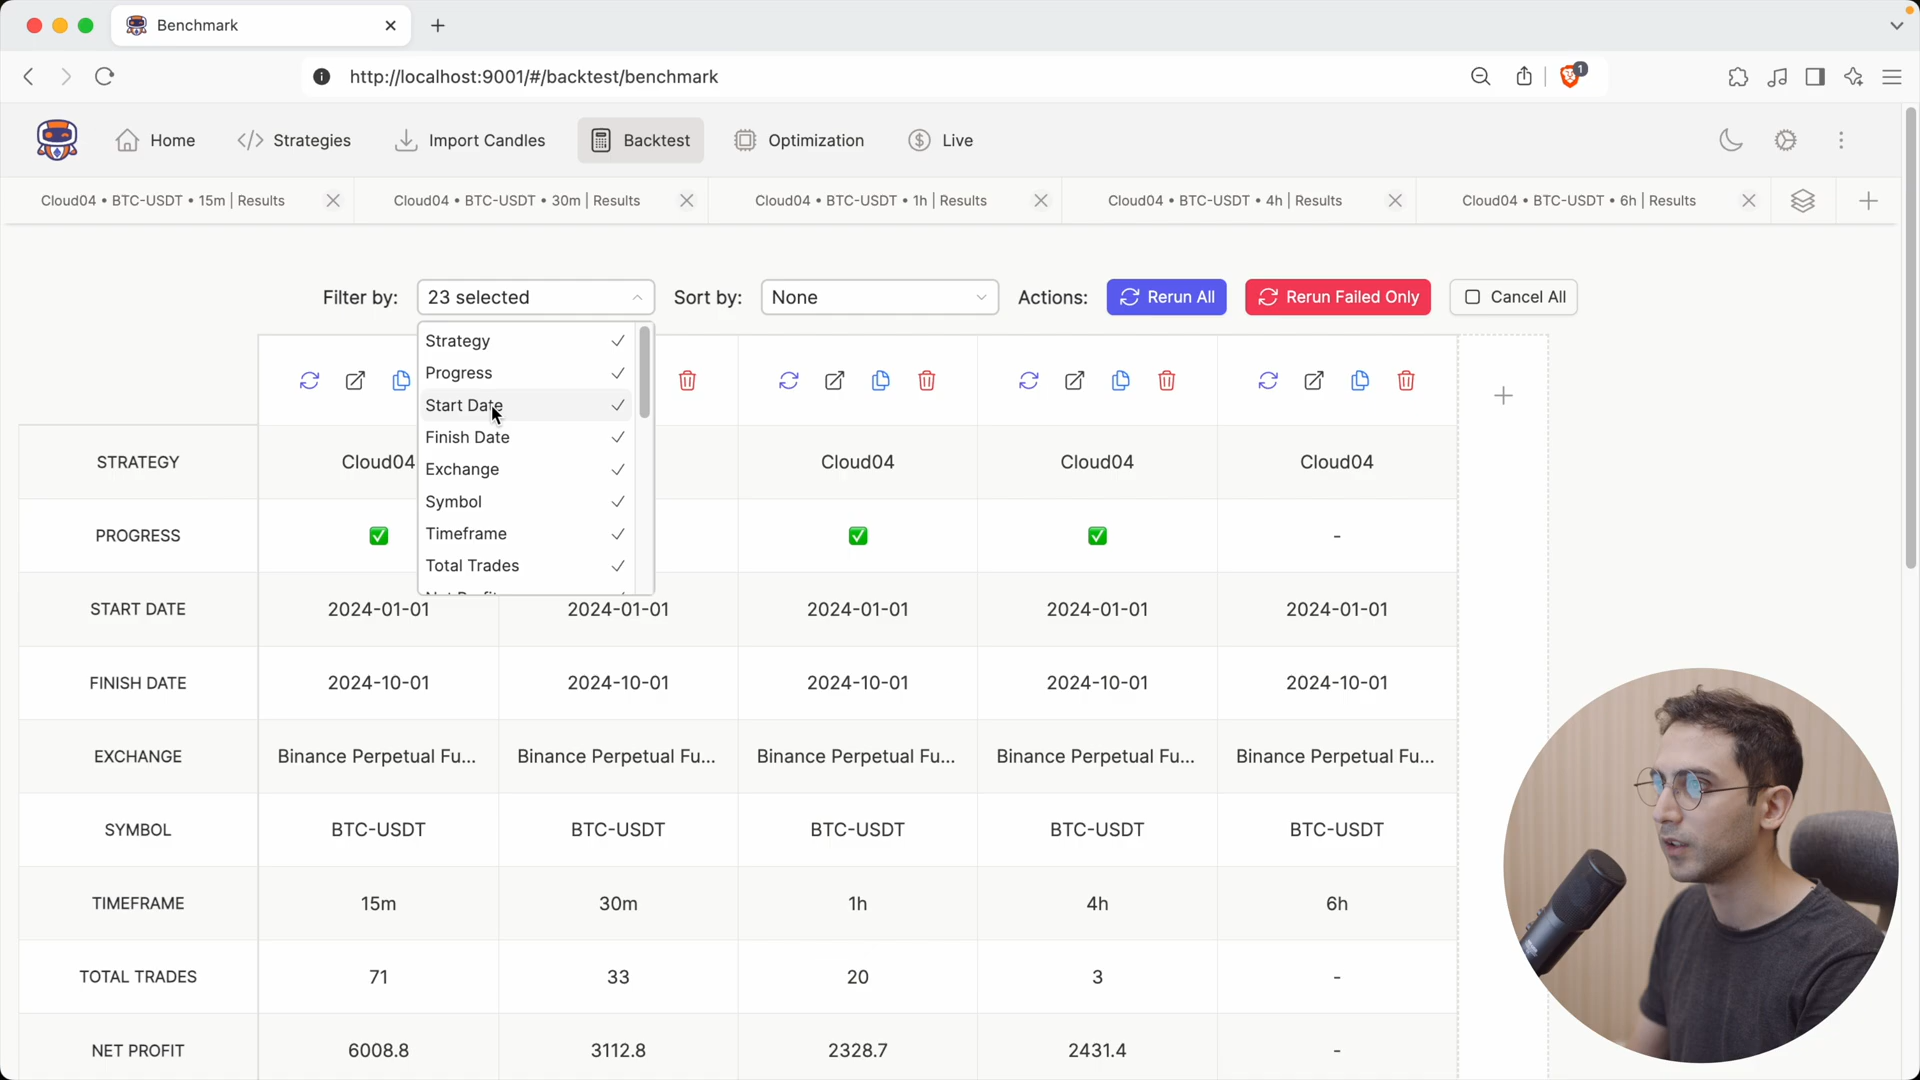 Benchmark
http://localhost:9001/#/backtest/benchmark
1
Home
Strategies
Import Candles
Backtest
Optimization
Live
Cloud04 • BTC-USDT • 15m | Results
Cloud04 • BTC-USDT • 30m | Results
Cloud04 • BTC-USDT • 1h | Results
Cloud04 • BTC-USDT • 4h | Results
Cloud04 • BTC-USDT • 6h | Results
Filter by: 23 selected Sort by: None Actions: Rerun All Rerun Failed Only Cancel All
Strategy
Progress
Start Date
Finish Date
Exchange
Symbol
Timeframe
Total Trades
Net Profit
STRATEGY Cloud04 Cloud04 Cloud04 Cloud04
PROGRESS -
START DATE 2024-01-01 2024-01-01 2024-01-01 2024-01-01 2024-01-01
FINISH DATE 2024-10-01 2024-10-01 2024-10-01 2024-10-01 2024-10-01
EXCHANGE Binance Perpetual Fu... Binance Perpetual Fu... Binance Perpetual Fu... Binance Perpetual Fu... Binance Perpetual Fu...
SYMBOL BTC-USDT BTC-USDT BTC-USDT BTC-USDT BTC-USDT
TIMEFRAME 15m 30m 1h 4h 6h
TOTAL TRADES 71 33 20 3 -
NET PROFIT 6008.8 3112.8 2328.7 2431.4 -